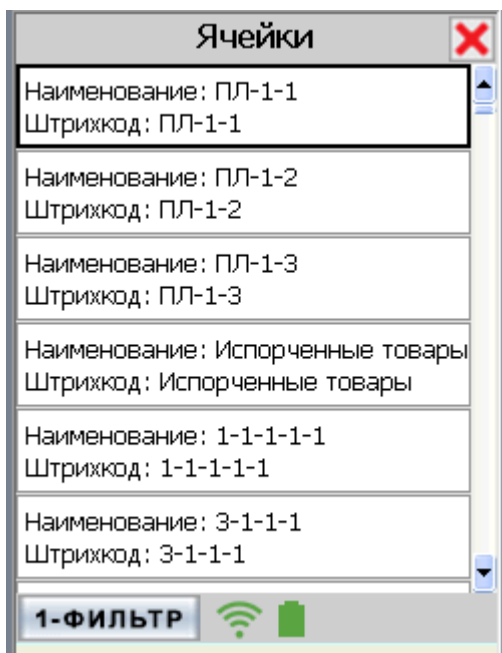 Ячейки
Наименование: ПЛ-1-1
Штрихкод: ПЛ-1-1
Наименование: ПЛ-1-2
Штрихкод: ПЛ-1-2
Наименование: ПЛ-1-3
Штрихкод: ПЛ-1-3
Наименование: Испорченные товары
Штрихкод: Испорченные товары
Наименование: 1-1-1-1-1
Штрихкод: 1-1-1-1-1
Наименование: 3-1-1-1
Штрихкод: 3-1-1-1
1-ФИЛЬТР